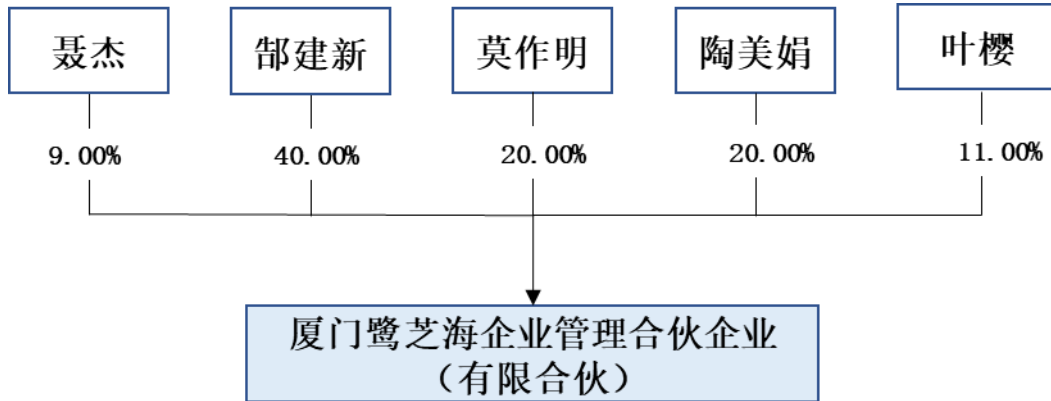 聂杰
郜建新
莫作明
陶美娟
叶樱
9.00%
40.00%
20.00%
20.00%
11.00%
厦门鹭芝海企业管理合伙企业
（有限合伙）